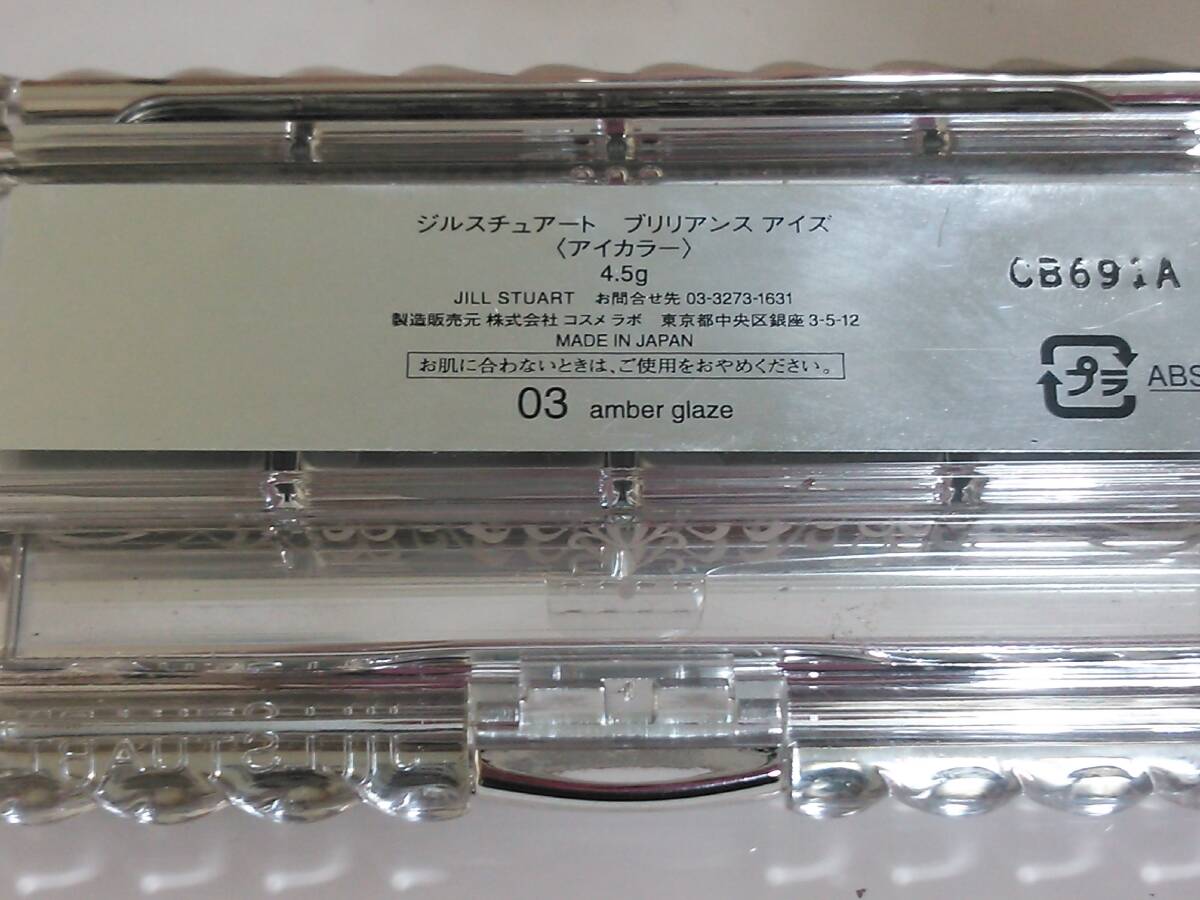 ジルスチュアート ブリリアンス アイズ
〈アイカラー〉
4.5g
JILL STUART お問合せ先 03-3273-1631
製造販売元 株式会社 コスメラボ 東京都中央区銀座 3-5-12
MADE IN JAPAN
お肌に合わないときは、ご使用をおやめください。
03 amber glaze
CB691A
プラ ABS